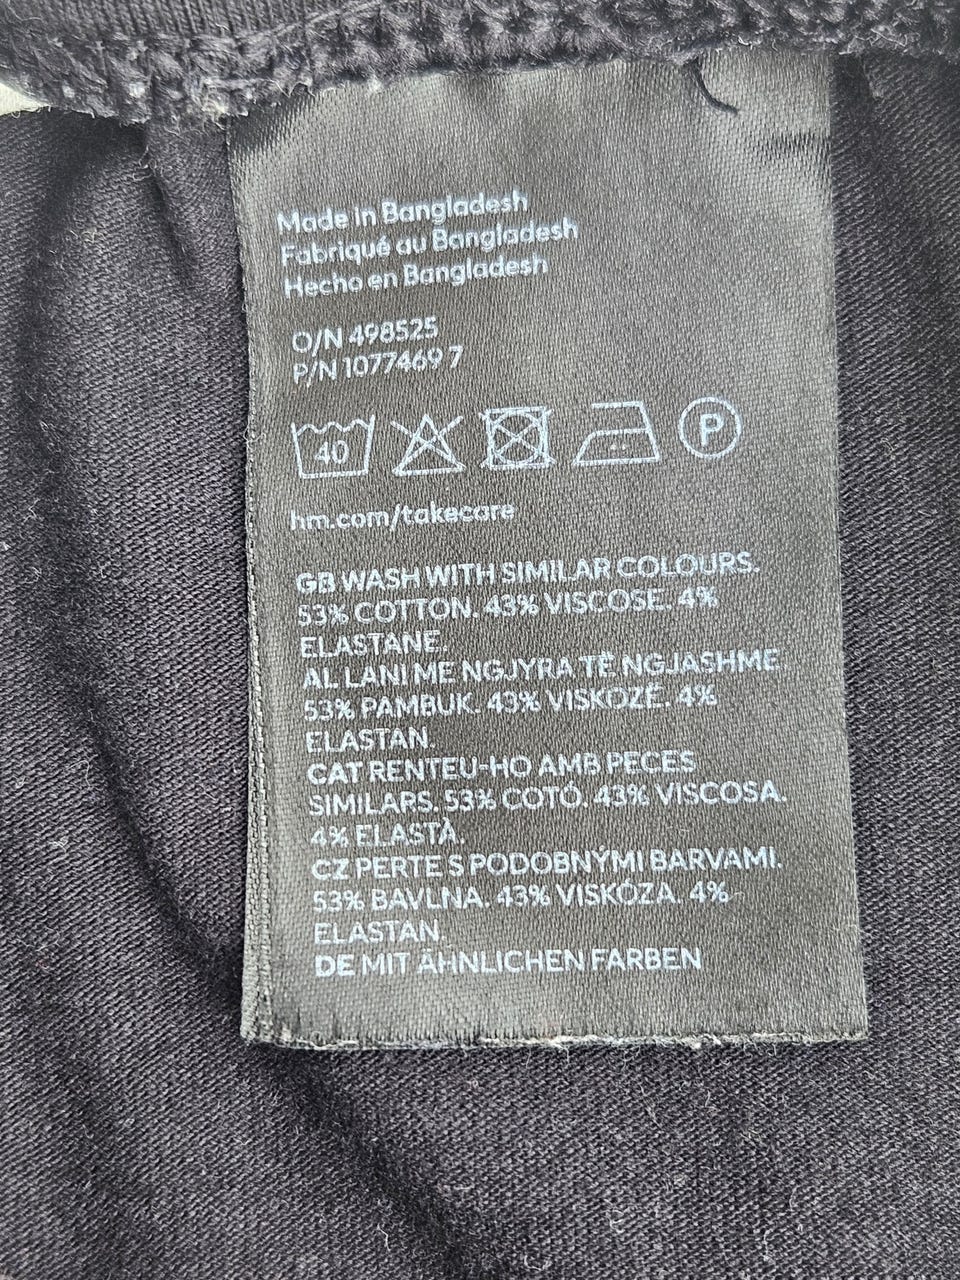 Made in Bangladesh
Fabriqué au Bangladesh
Hecho en Bangladesh
O/N 498525
P/N 1077469 7
40 P
hm.com/takecare
GB WASH WITH SIMILAR COLOURS.
53% COTTON. 43% VISCOSE. 4%
ELASTANE.
AL LANI ME NGJYRA TË NGJASHME.
53% PAMBUK. 43% VISKOZË. 4%
ELASTAN.
CAT RENTEU-HO AMB PECES
SIMILARS. 53% COTÓ. 43% VISCOSA.
4% ELASTÀ.
CZ PERTE S PODOBNÝMI BARVAMI.
53% BAVLNA. 43% VISKÓZA. 4%
ELASTAN.
DE MIT ÄHNLICHEN FARBEN